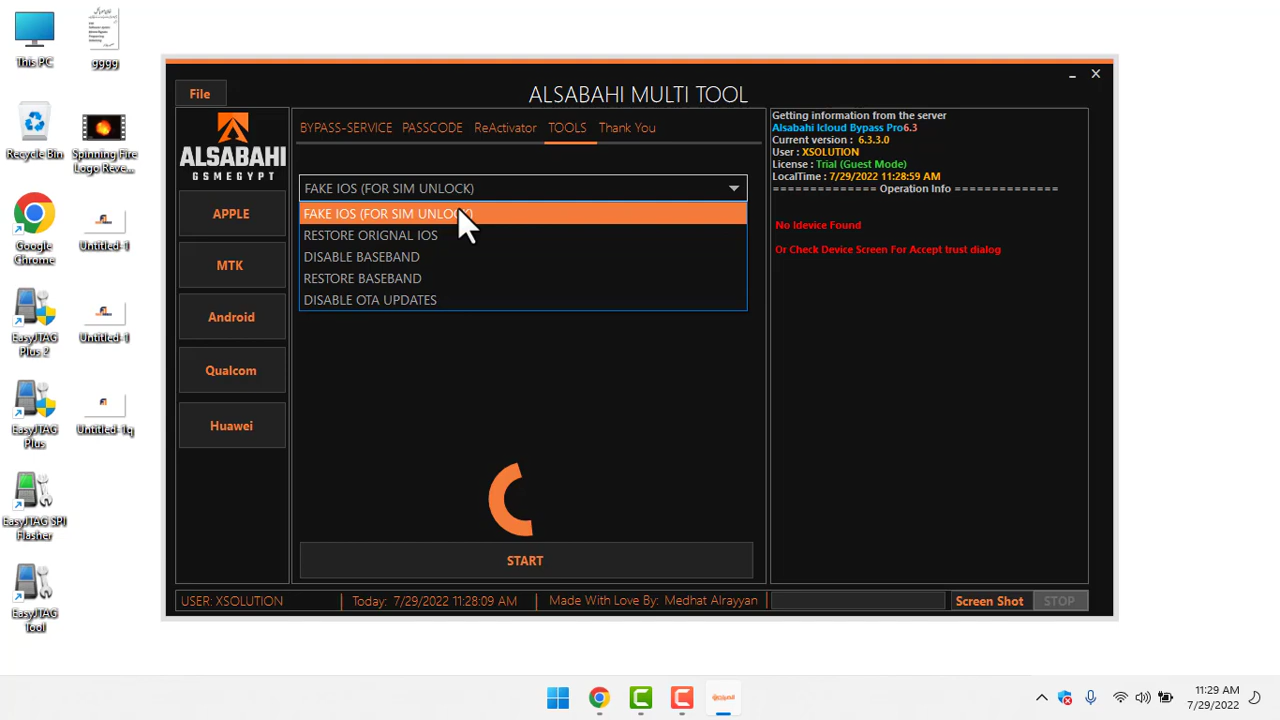 This PC
gggg
Recycle Bin
Spinning Fire
Logo Reve...
Google
Chrome
Untitled-1
EasyJTAG
Plus 2
Untitled-1
EasyJTAG
Plus
Untitled-1q
EasyJTAG SPI
Flasher
EasyJTAG
Tool
File
ALSABAHI MULTI TOOL
ALSABAHI
GSMEGYPT
APPLE
MTK
Android
Qualcom
Huawei
BYPASS-SERVICE PASSCODE ReActivator TOOLS Thank You
FAKE IOS (FOR SIM UNLOCK)
FAKE IOS (FOR SIM UNLOCK)
RESTORE ORIGNAL IOS
DISABLE BASEBAND
RESTORE BASEBAND
DISABLE OTA UPDATES
START
Getting information from the server
Alsabahi Icloud Bypass Pro6.3
Current version : 6.3.3.0
User : XSOLUTION
License : Trial (Guest Mode)
LocalTime : 7/29/2022 11:28:59 AM
============= Operation Info =============
No Idevice Found
Or Check Device Screen For Accept trust dialog
USER: XSOLUTION | Today: 7/29/2022 11:28:09 AM | Made With Love By: Medhat Alrayyan | Screen Shot STOP
11:29 AM
7/29/2022